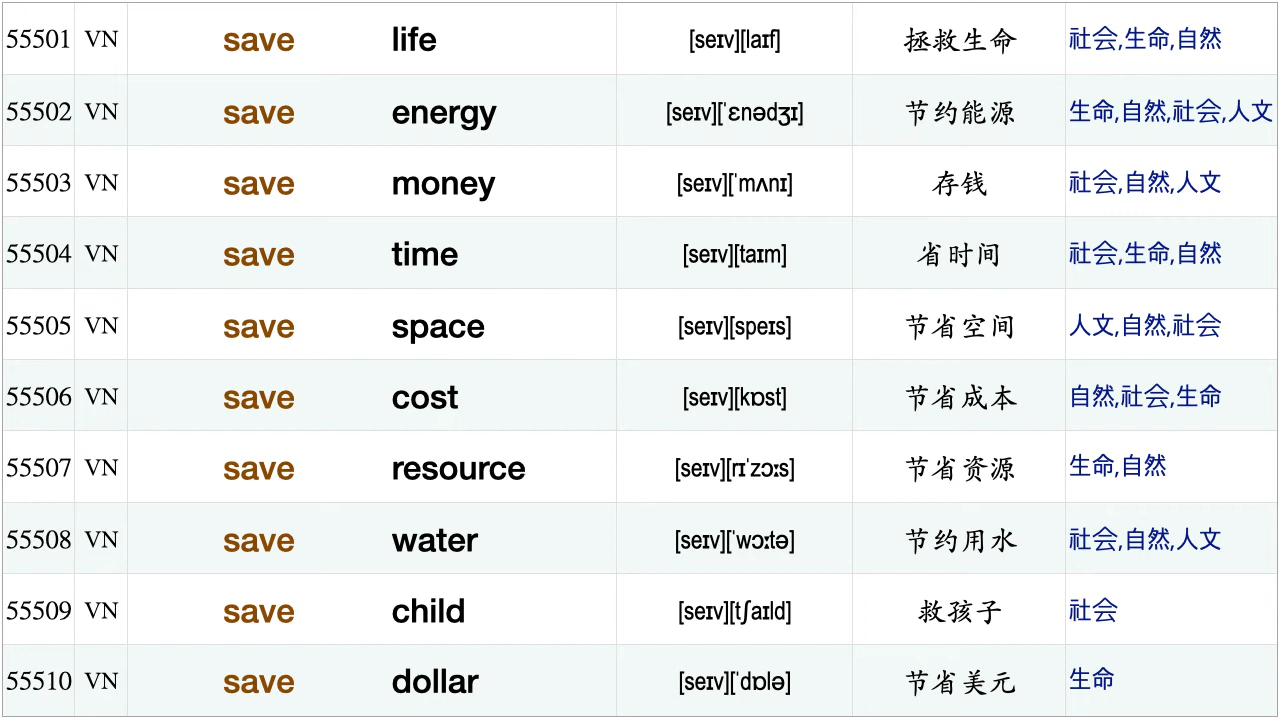 55501 VN save life [seɪv][laɪf] 拯救生命 社会,生命,自然
55502 VN save energy [seɪv][ˈɛnədʒɪ] 节约能源 生命,自然,社会,人文
55503 VN save money [seɪv][ˈmʌnɪ] 存钱 社会,自然,人文
55504 VN save time [seɪv][taɪm] 省时间 社会,生命,自然
55505 VN save space [seɪv][speɪs] 节省空间 人文,自然,社会
55506 VN save cost [seɪv][kɒst] 节省成本 自然,社会,生命
55507 VN save resource [seɪv][rɪˈzɔːs] 节省资源 生命,自然
55508 VN save water [seɪv][ˈwɔːtə] 节约用水 社会,自然,人文
55509 VN save child [seɪv][tʃaɪld] 救孩子 社会
55510 VN save dollar [seɪv][ˈdɒlə] 节省美元 生命